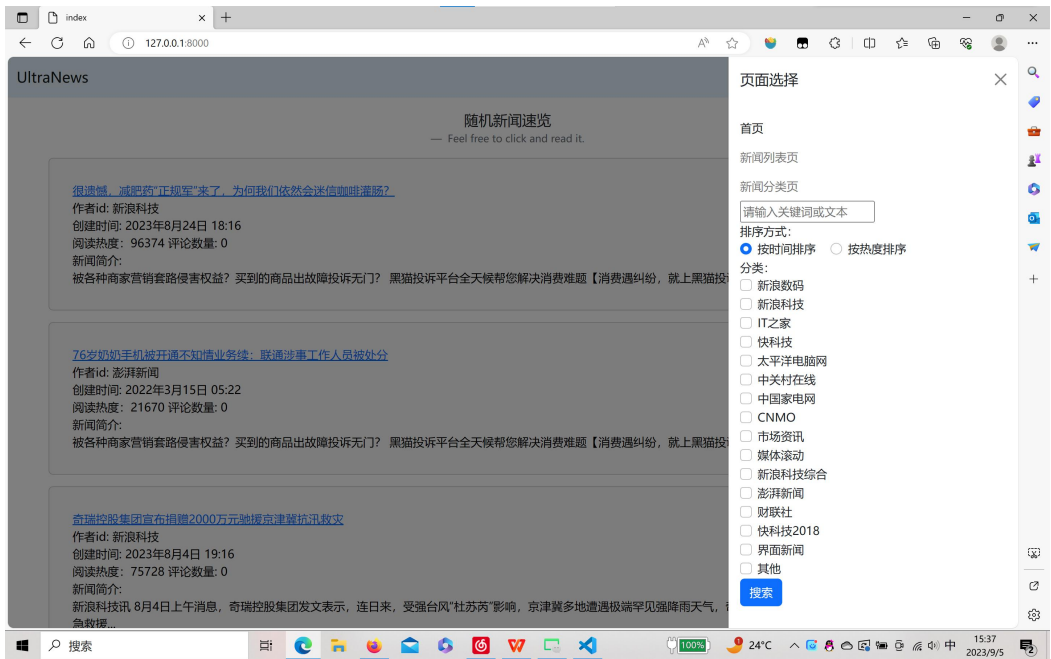 index
127.0.0.1:8000
UltraNews
随机新闻速览
— Feel free to click and read it.
很遗憾，减肥药“正规军”来了，为何我们依然会迷信咖啡灌肠？
作者id: 新浪科技
创建时间: 2023年8月24日 18:16
阅读热度：96374 评论数量: 0
新闻简介:
被各种商家营销套路侵害权益？买到的商品出故障投诉无门？ 黑猫投诉平台全天候帮您解决消费难题【消费遇纠纷，就上黑猫投
76岁奶奶手机被开通不知情业务续：联通涉事工作人员被处分
作者id: 澎湃新闻
创建时间: 2022年3月15日 05:22
阅读热度：21670 评论数量: 0
新闻简介:
被各种商家营销套路侵害权益？买到的商品出故障投诉无门？ 黑猫投诉平台全天候帮您解决消费难题【消费遇纠纷，就上黑猫投
奇瑞控股集团宣布捐赠2000万元驰援京津冀抗汛救灾
作者id: 新浪科技
创建时间: 2023年8月4日 19:16
阅读热度：75728 评论数量: 0
新闻简介:
新浪科技讯 8月4日上午消息，奇瑞控股集团发文表示，连日来，受强台风“杜苏芮”影响，京津冀多地遭遇极端罕见强降雨天气，
急救援...
页面选择
首页
新闻列表页
新闻分类页
请输入关键词或文本
排序方式:
按时间排序 按热度排序
分类:
新浪数码
新浪科技
IT之家
快科技
太平洋电脑网
中关村在线
中国家电网
CNMO
市场资讯
媒体滚动
新浪科技综合
澎湃新闻
财联社
快科技2018
界面新闻
其他
搜索
搜索
100%
24°C
中
15:37
2023/9/5
2